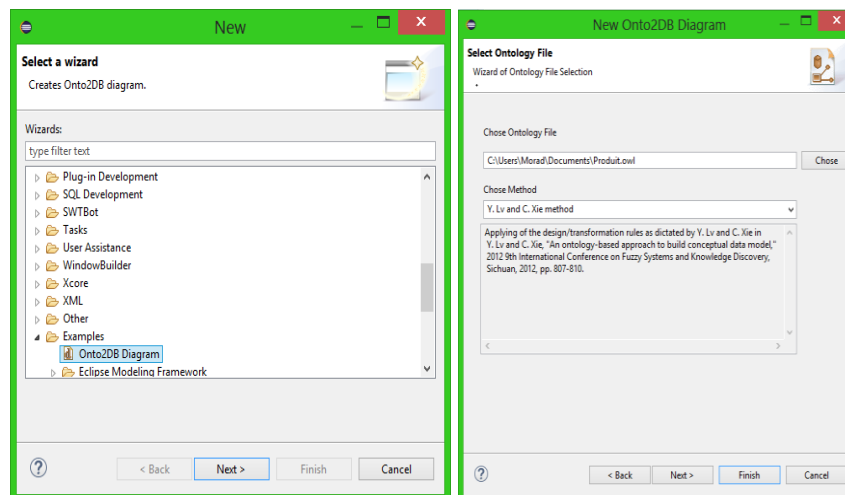 New
Select a wizard
Creates Onto2DB diagram.
Wizards:
type filter text
Plug-in Development
SQL Development
SWTBot
Tasks
User Assistance
WindowBuilder
Xcore
XML
Other
Examples
Onto2DB Diagram
Eclipse Modeling Framework
< Back Next > Finish Cancel
New Onto2DB Diagram
Select Ontology File
Wizard of Ontology File Selection
Chose Ontology File
C:\Users\Morad\Documents\Produit.owl Chose
Chose Method
Y. Lv and C. Xie method
Applying of the design/transformation rules as dictated by Y. Lv and C. Xie in
Y. Lv and C. Xie, "An ontology-based approach to build conceptual data model,"
2012 9th International Conference on Fuzzy Systems and Knowledge Discovery,
Sichuan, 2012, pp. 807-810.
< Back Next > Finish Cancel